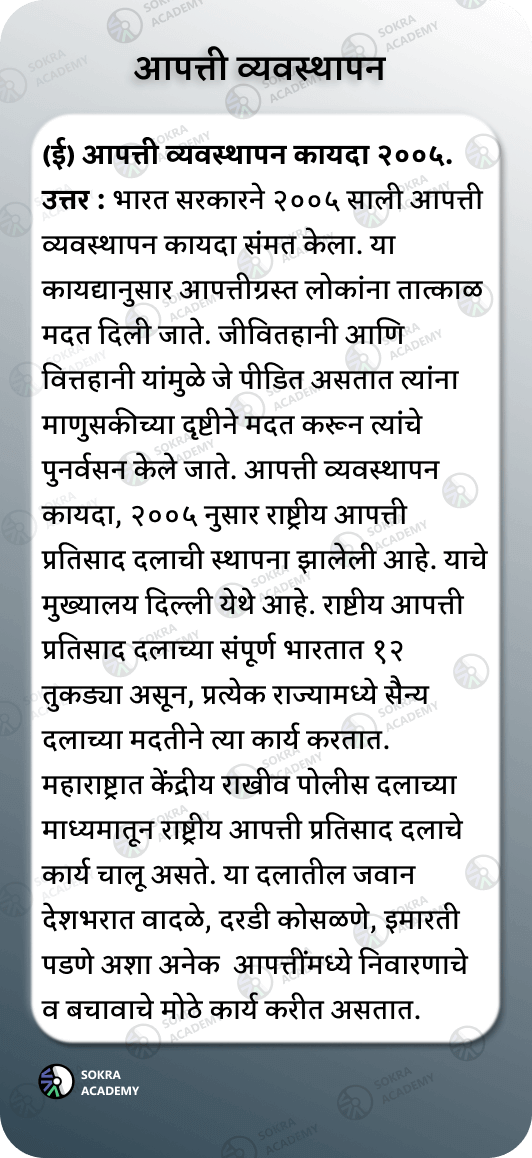 आपत्ती व्यवस्थापन
(ई) आपत्ती व्यवस्थापन कायदा २००५.
उत्तर : भारत सरकारने २००५ साली आपत्ती
व्यवस्थापन कायदा संमत केला. या
कायद्यानुसार आपत्तीग्रस्त लोकांना तात्काळ
मदत दिली जाते. जीवितहानी आणि
वित्तहानी यांमुळे जे पीडित असतात त्यांना
माणुसकीच्या दृष्टीने मदत करून त्यांचे
पुनर्वसन केले जाते. आपत्ती व्यवस्थापन
कायदा, २००५ नुसार राष्ट्रीय आपत्ती
प्रतिसाद दलाची स्थापना झालेली आहे. याचे
मुख्यालय दिल्ली येथे आहे. राष्टीय आपत्ती
प्रतिसाद दलाच्या संपूर्ण भारतात १२
तुकड्या असून, प्रत्येक राज्यामध्ये सैन्य
दलाच्या मदतीने त्या कार्य करतात.
महाराष्ट्रात केंद्रीय राखीव पोलीस दलाच्या
माध्यमातून राष्ट्रीय आपत्ती प्रतिसाद दलाचे
कार्य चालू असते. या दलातील जवान
देशभरात वादळे, दरडी कोसळणे, इमारती
पडणे अशा अनेक आपत्तींमध्ये निवारणाचे
व बचावाचे मोठे कार्य करीत असतात.
SOKRA
ACADEMY